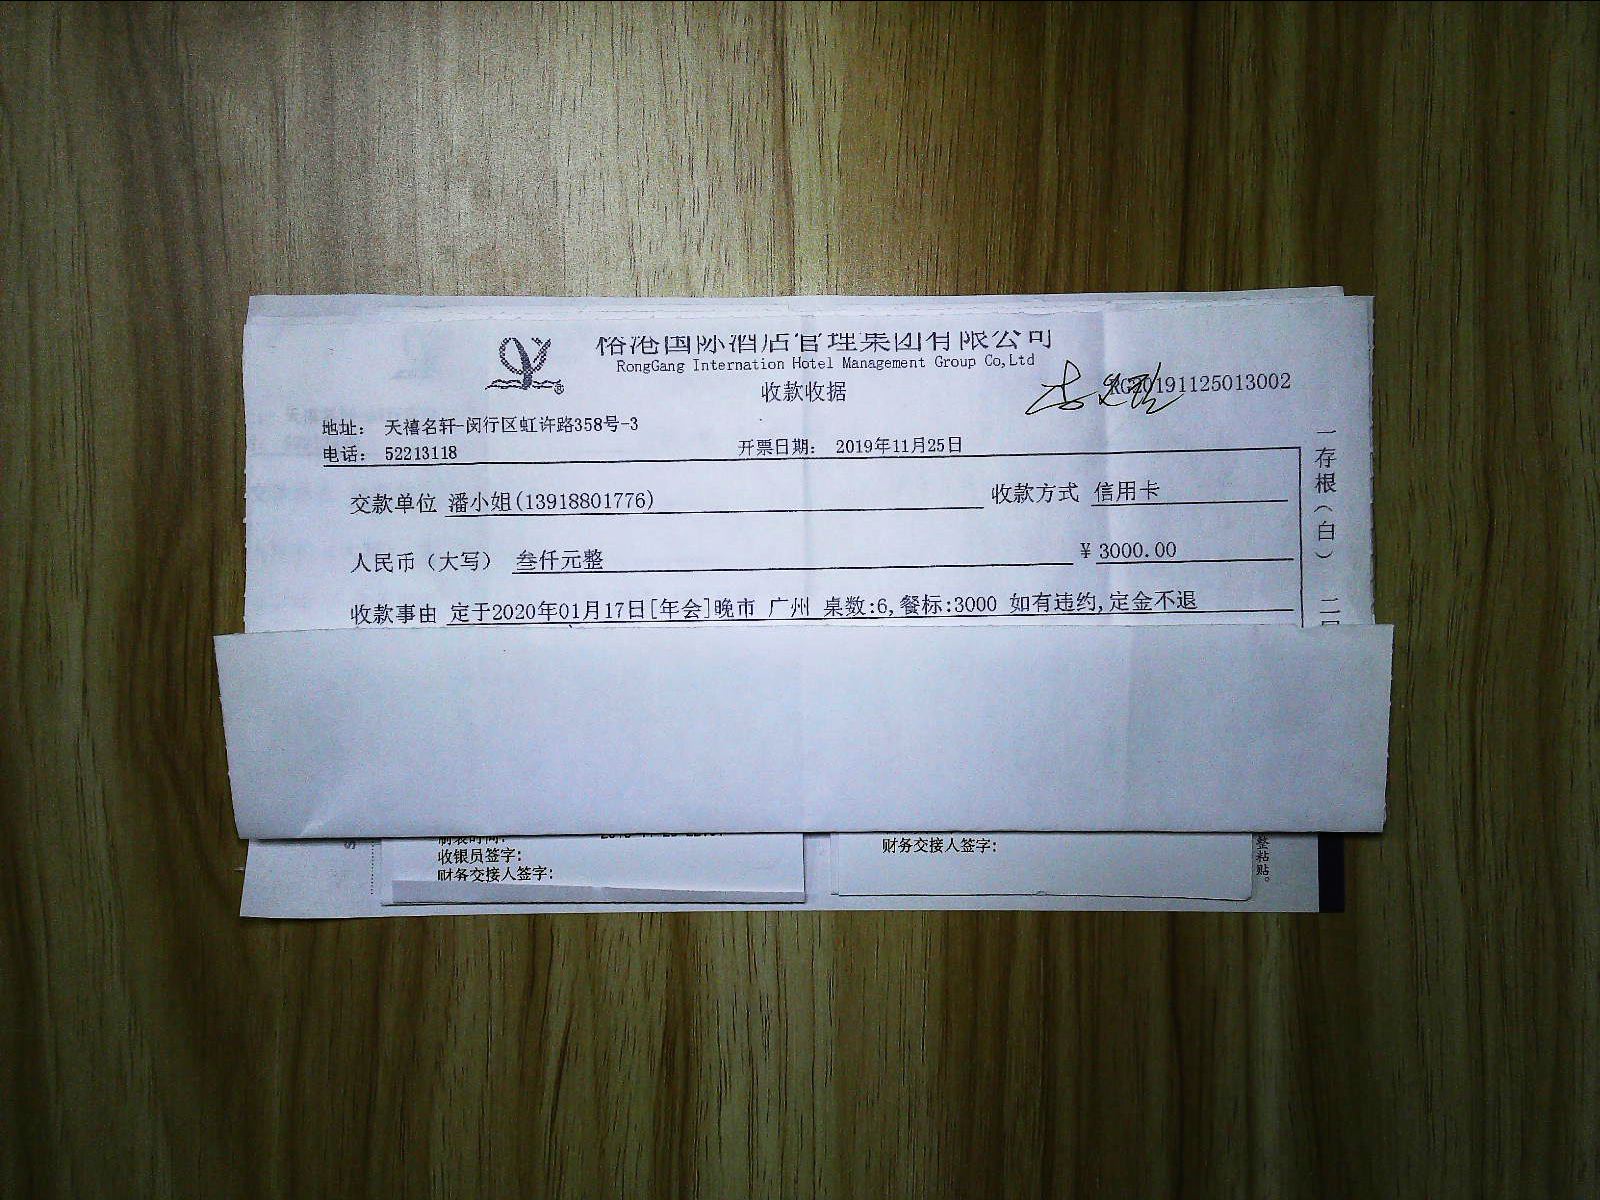 国际酒店管理集团有限公司
RongGang Internation Hotel Management Group Co,Ltd
®
收款收据
20191125013002
地址： 天禧名轩-闵行区虹许路358号-3
电话： 52213118
开票日期： 2019年11月25日
交款单位 潘小姐(13918801776)
收款方式 信用卡
人民币（大写） 叁仟元整
¥ 3000.00
收款事由 定于2020年01月17日[年会]晚市 广州 桌数:6,餐标:3000 如有违约,定金不退
一存根（白） 二
收银员签字：
财务交接人签字：
财务交接人签字：
整粘贴。